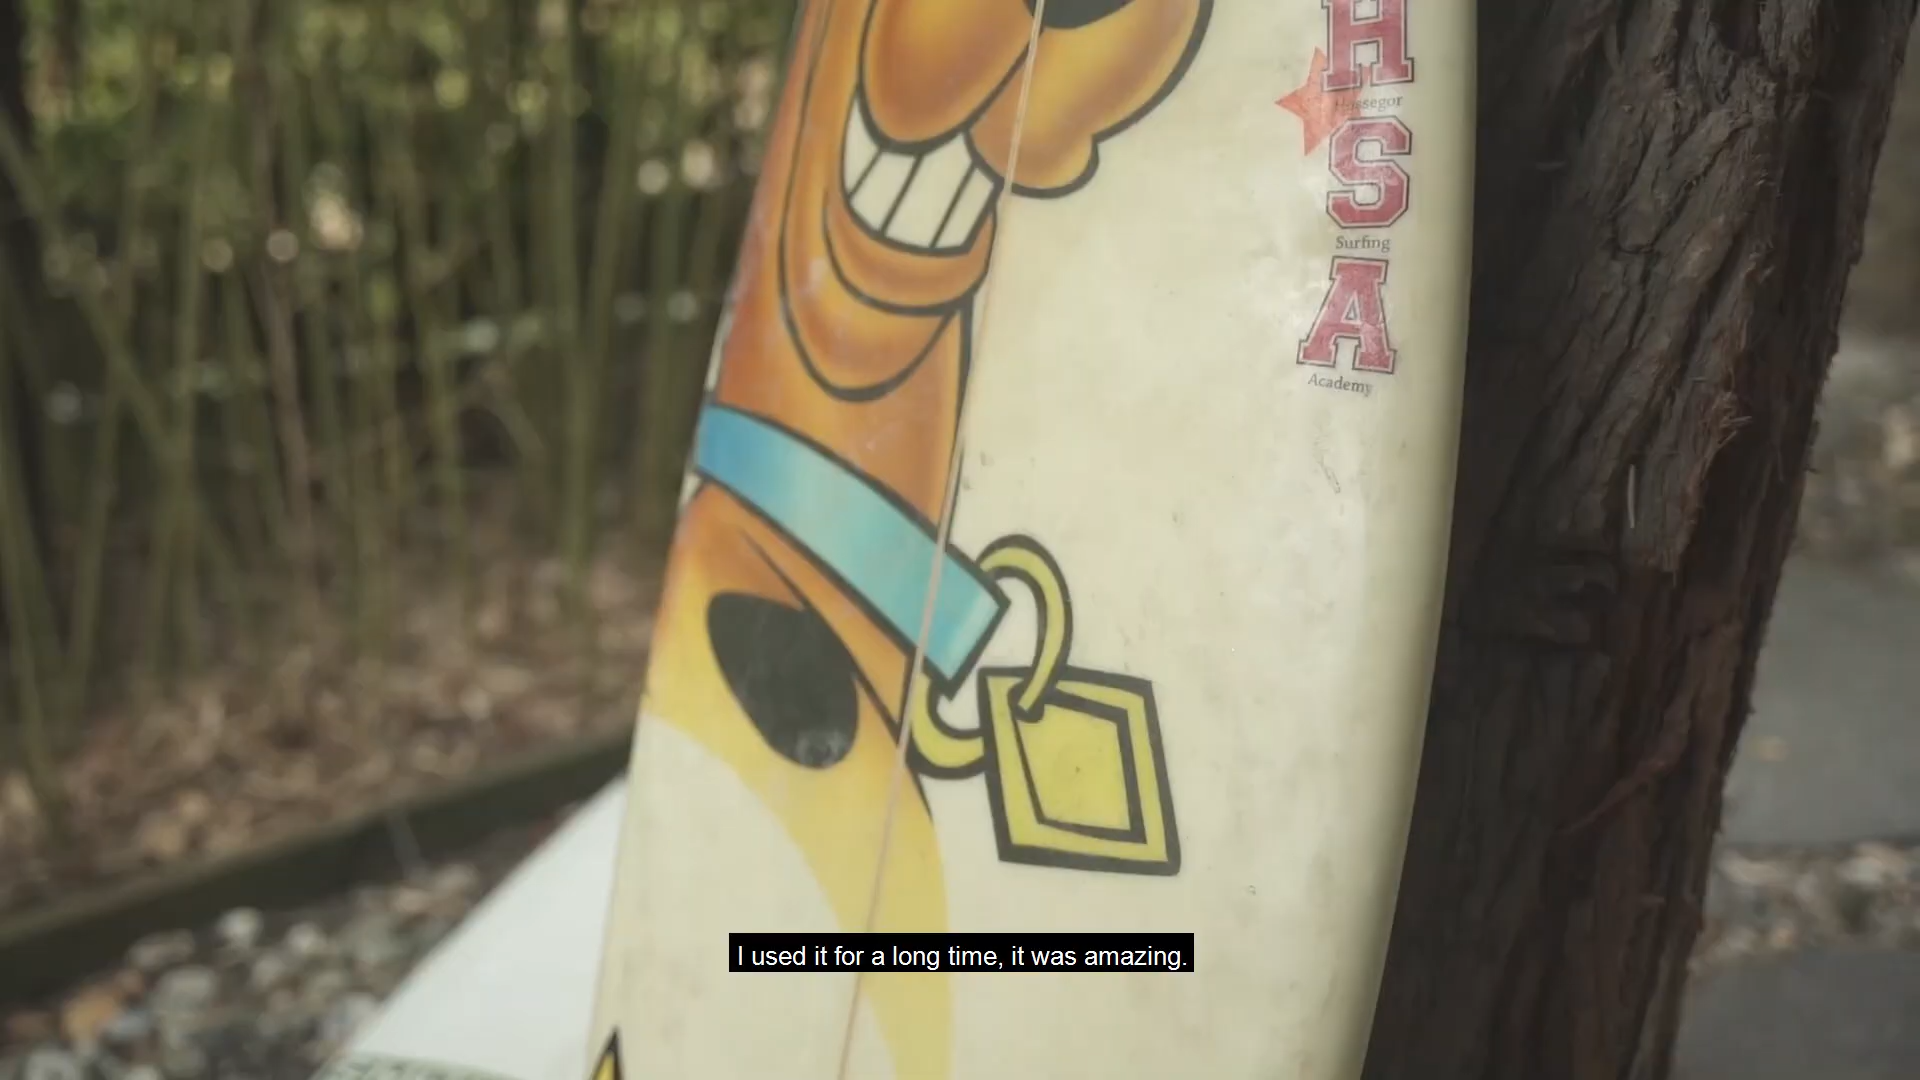 H
Hossegor
S
Surfing
A
Academy
I used it for a long time, it was amazing.